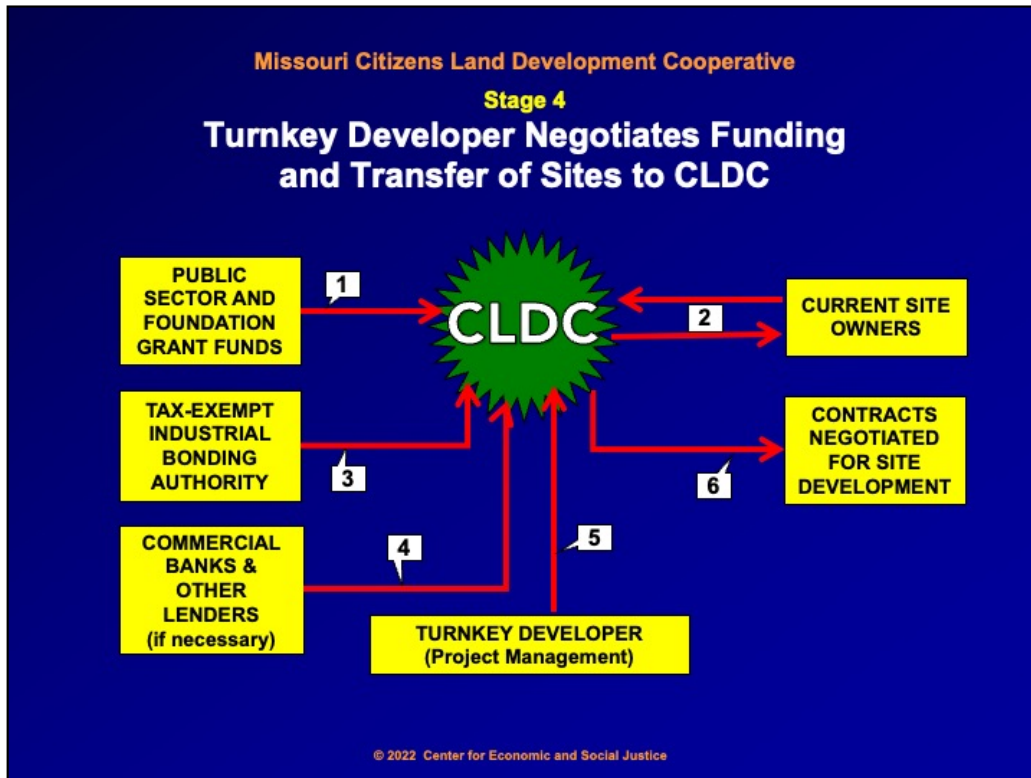 Missouri Citizens Land Development Cooperative
Stage 4
Turnkey Developer Negotiates Funding
and Transfer of Sites to CLDC
PUBLIC
SECTOR AND
FOUNDATION
GRANT FUNDS
1
CLDC
2
CURRENT SITE
OWNERS
TAX-EXEMPT
INDUSTRIAL
BONDING
AUTHORITY
3
CONTRACTS
NEGOTIATED
FOR SITE
DEVELOPMENT
6
COMMERCIAL
BANKS &
OTHER
LENDERS
(if necessary)
4
5
TURNKEY DEVELOPER
(Project Management)
© 2022 Center for Economic and Social Justice